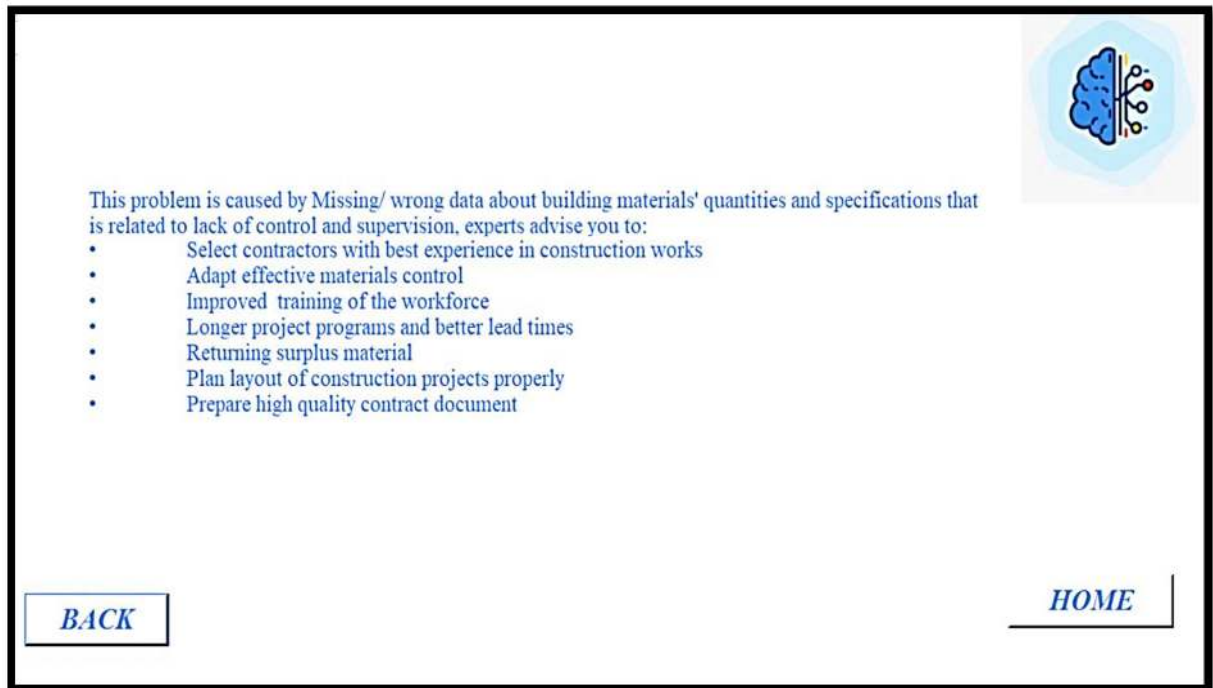 This problem is caused by Missing/ wrong data about building materials' quantities and specifications that
is related to lack of control and supervision, experts advise you to:
• Select contractors with best experience in construction works
• Adapt effective materials control
• Improved training of the workforce
• Longer project programs and better lead times
• Returning surplus material
• Plan layout of construction projects properly
• Prepare high quality contract document
BACK
HOME